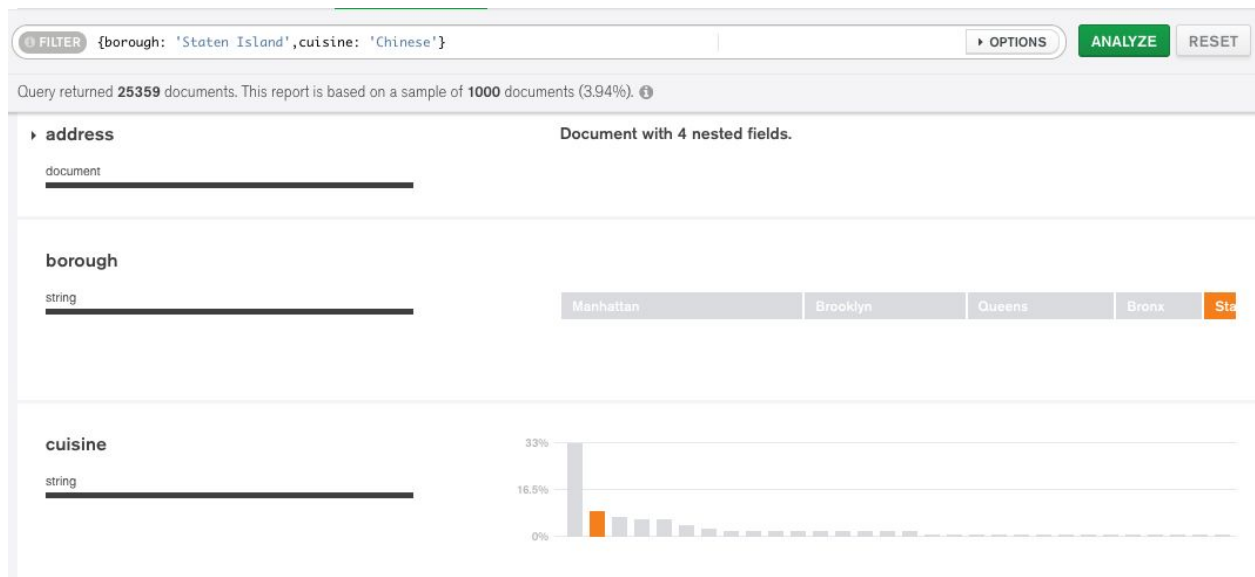 FILTER {borough: 'Staten Island',cuisine: 'Chinese'} OPTIONS ANALYZE RESET
Query returned 25359 documents. This report is based on a sample of 1000 documents (3.94%).
address Document with 4 nested fields.
document
borough
string
Manhattan Brooklyn Queens Bronx Sta
cuisine
33%
string
16.5%
0%